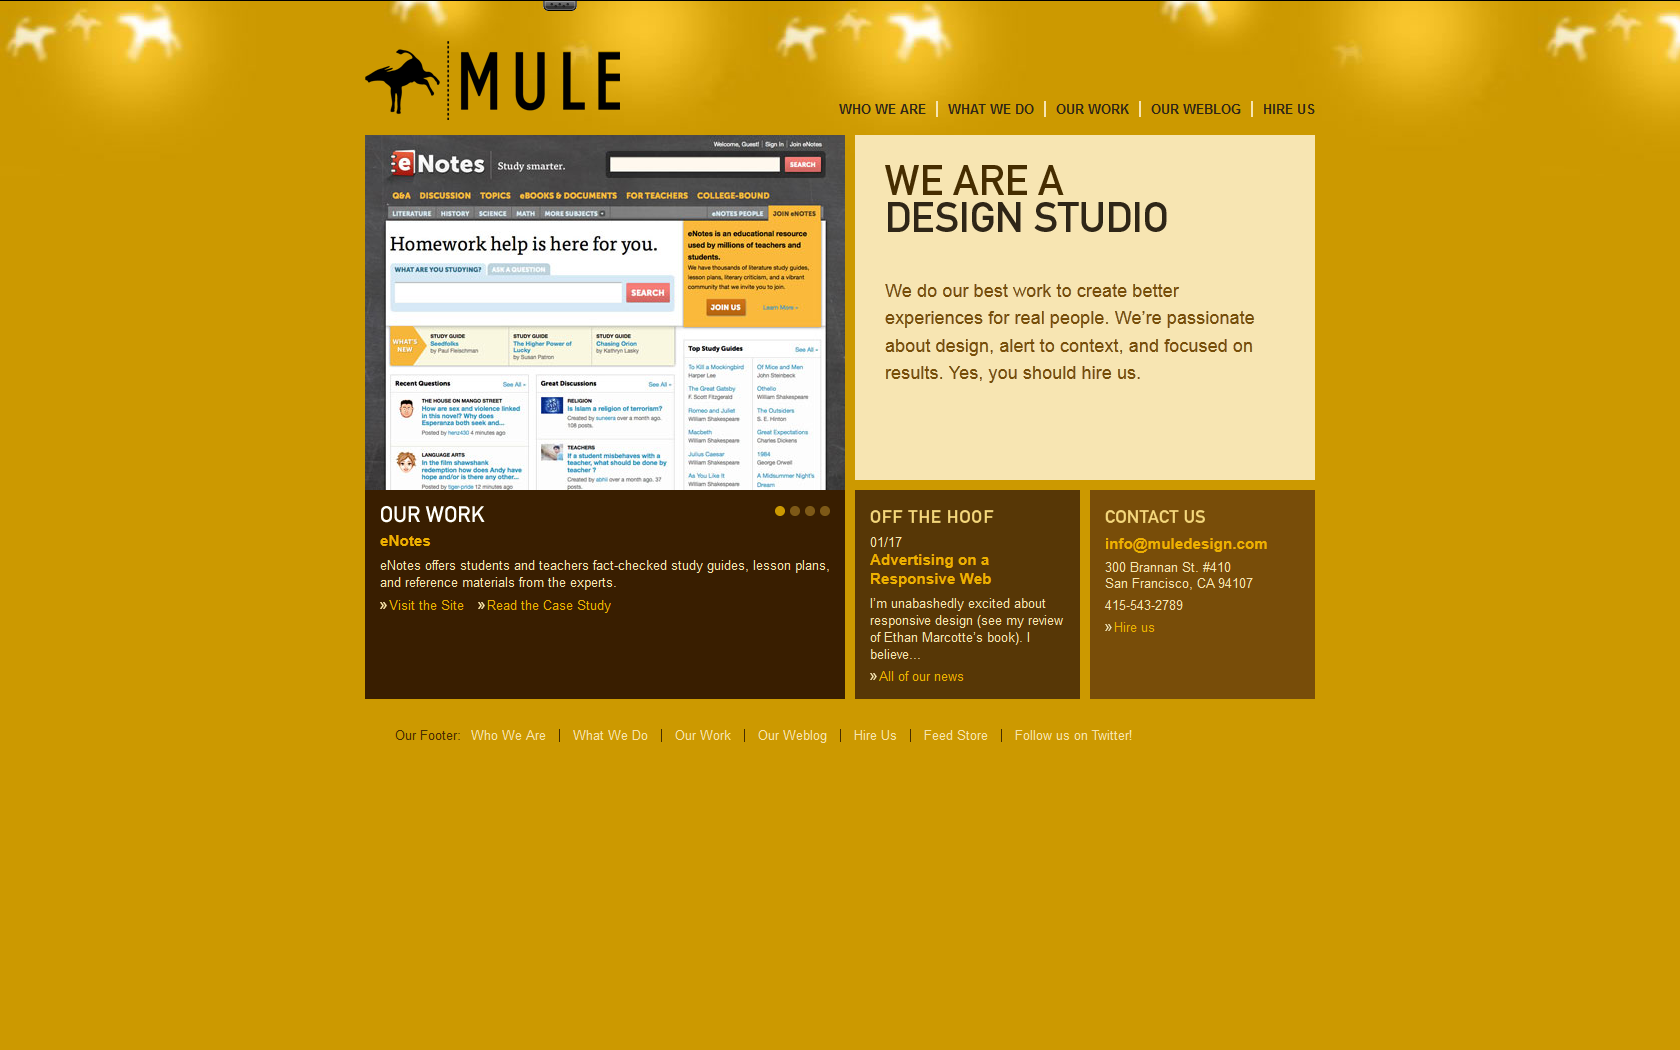 MULE
WHO WE ARE | WHAT WE DO | OUR WORK | OUR WEBLOG | HIRE US
Welcome, Guest! | Sign In | Join eNotes
eNotes Study smarter.
SEARCH
Q&A DISCUSSION TOPICS eBOOKS & DOCUMENTS FOR TEACHERS COLLEGE-BOUND
LITERATURE HISTORY SCIENCE MATH MORE SUBJECTS eNOTES PEOPLE JOIN eNOTES
Homework help is here for you.
WHAT ARE YOU STUDYING? ASK A QUESTION
SEARCH
eNotes is an educational resource
used by millions of teachers and
students.
We have thousands of literature study guides,
lesson plans, literary criticism, and a vibrant
community that we invite you to join.
JOIN US Learn More »
WHAT'S
NEW
STUDY GUIDE
Seedfolks
by Paul Fleischman
STUDY GUIDE
The Higher Power of
Lucky
by Susan Patron
STUDY GUIDE
Chasing Orion
by Kathryn Lasky
Recent Questions See All »
THE HOUSE ON MANGO STREET
How are sex and violence linked
in this novel? Why does
Esperanza both seek and...
Posted by henz430 4 minutes ago
LANGUAGE ARTS
In the film shawshank
redemption how does Andy have
hope and/or is there any other...
Posted by tiger-pride 12 minutes ago
Great Discussions See All »
RELIGION
Is Islam a religion of terrorism?
Created by suneera over a month ago.
108 posts.
TEACHERS
If a student misbehaves with a
teacher, what should be done by
teacher ?
Created by abhil over a month ago. 37
posts.
Top Study Guides See All »
To Kill a Mockingbird
Harper Lee
The Great Gatsby
F. Scott Fitzgerald
Romeo and Juliet
William Shakespeare
Macbeth
William Shakespeare
Julius Caesar
William Shakespeare
As You Like It
William Shakespeare
Of Mice and Men
John Steinbeck
Othello
William Shakespeare
The Outsiders
S. E. Hinton
Great Expectations
Charles Dickens
1984
George Orwell
A Midsummer Night's
Dream
WE ARE A
DESIGN STUDIO
We do our best work to create better
experiences for real people. We’re passionate
about design, alert to context, and focused on
results. Yes, you should hire us.
OUR WORK
eNotes
eNotes offers students and teachers fact-checked study guides, lesson plans,
and reference materials from the experts.
»Visit the Site »Read the Case Study
OFF THE HOOF
01/17
Advertising on a
Responsive Web
I’m unabashedly excited about
responsive design (see my review
of Ethan Marcotte’s book). I
believe…
»All of our news
CONTACT US
info@muledesign.com
300 Brannan St. #410
San Francisco, CA 94107
415-543-2789
»Hire us
Our Footer: Who We Are | What We Do | Our Work | Our Weblog | Hire Us | Feed Store | Follow us on Twitter!